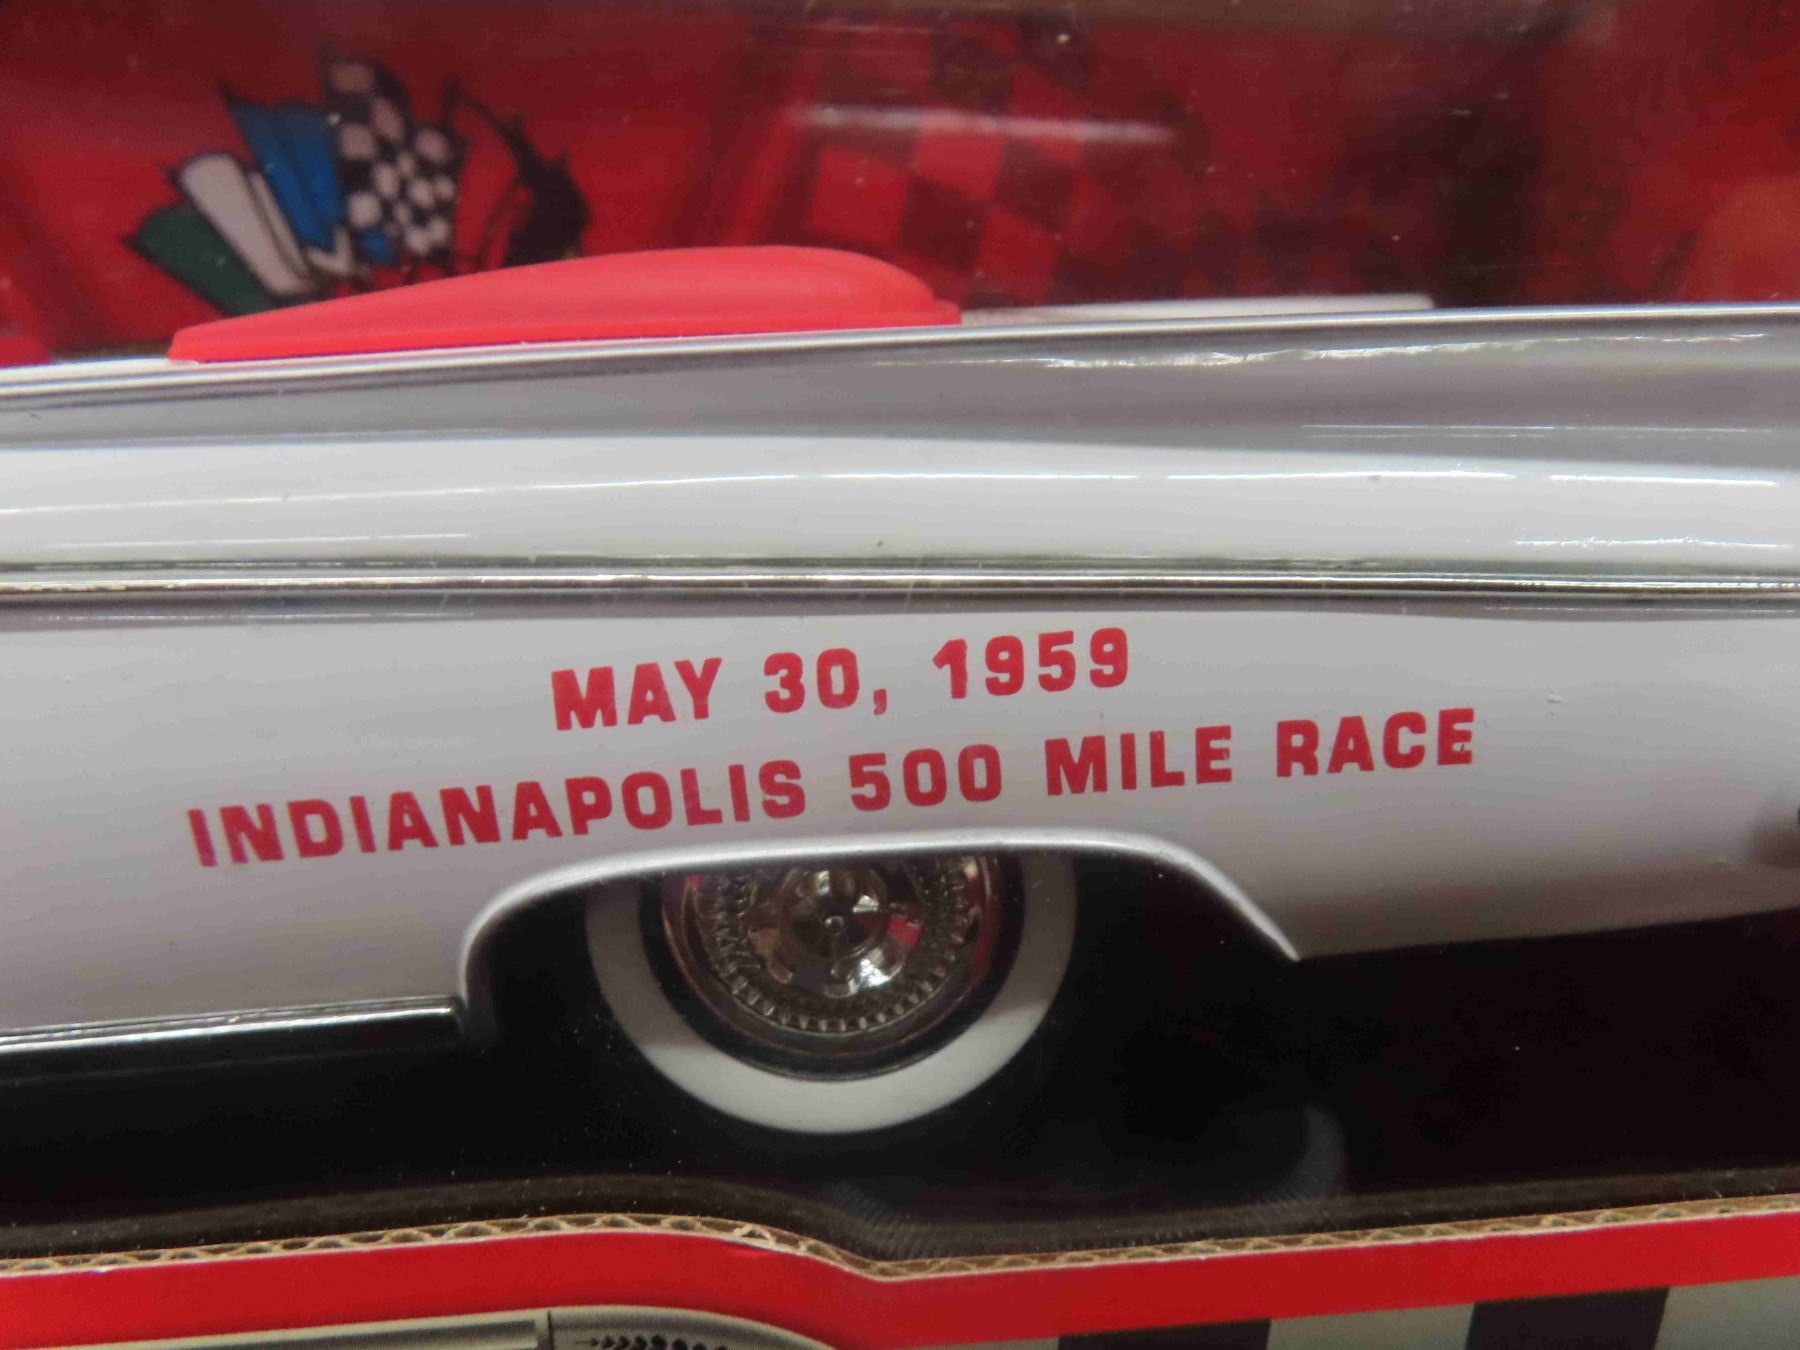 MAY 30, 1959
INDIANAPOLIS 500 MILE RACE